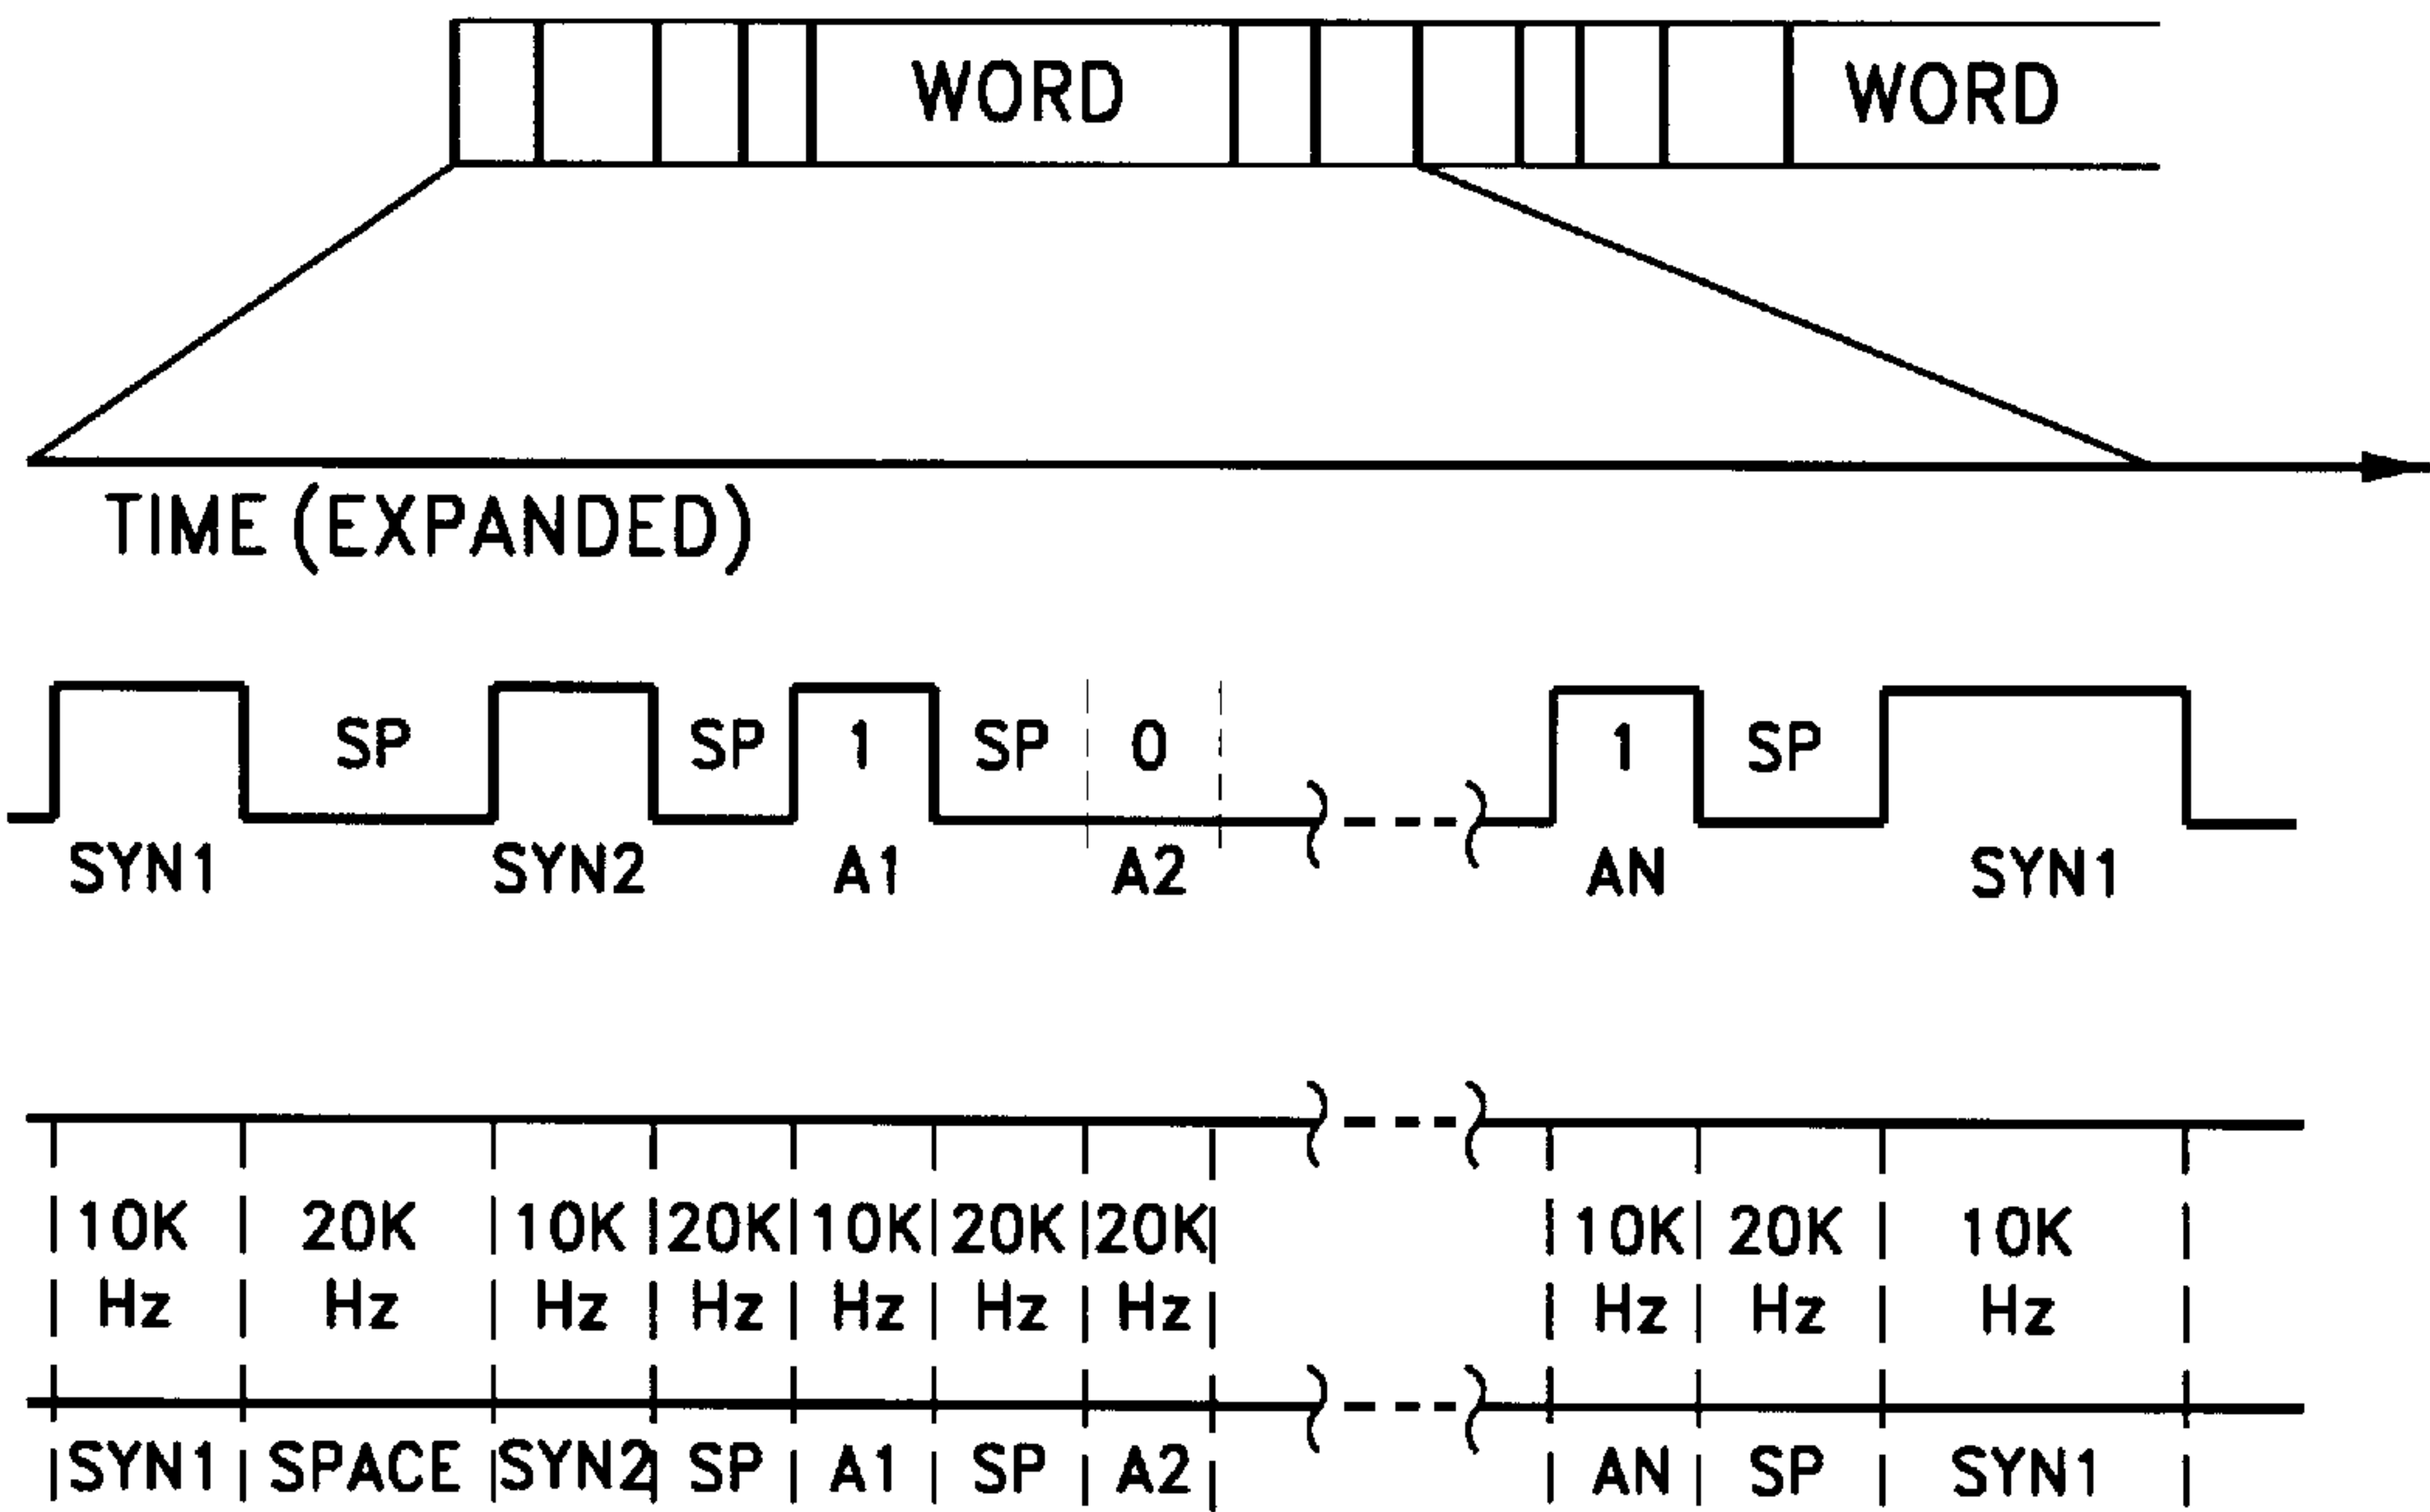 WORD WORD
TIME (EXPANDED)
SP SP 1 SP 0 1 SP
SYN1 SYN2 A1 A2 AN SYN1
10K 20K 10K 20K 10K 20K 20K 10K 20K 10K
Hz Hz Hz Hz Hz Hz Hz Hz Hz Hz
SYN1 SPACE SYN2 SP A1 SP A2 AN SP SYN1